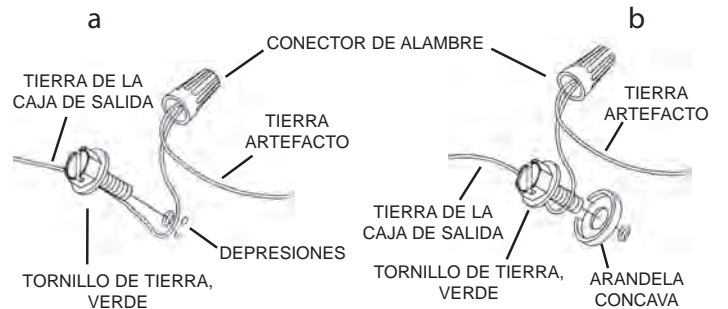 a
b
CONECTOR DE ALAMBRE
TIERRA DE LA
CAJA DE SALIDA
TIERRA
ARTEFACTO
DEPRESIONES
TORNILLO DE TIERRA,
VERDE
TIERRA
ARTEFACTO
TIERRA DE LA
CAJA DE SALIDA
TORNILLO DE TIERRA,
VERDE
ARANDELA
CONCAVA